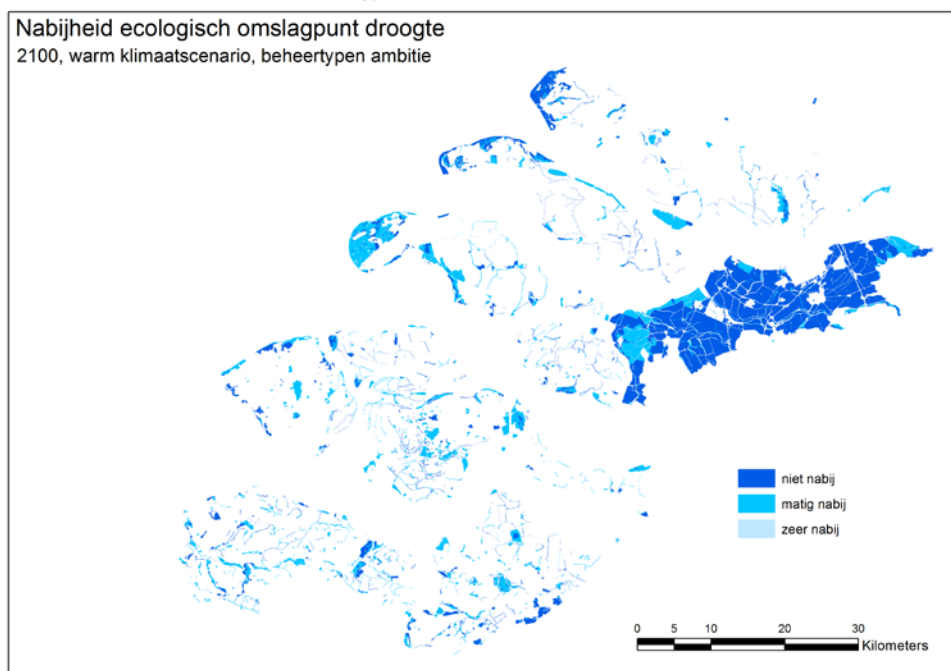 Nabijheid ecologisch omslagpunt droogte
2100, warm klimaatscenario, beheertypen ambitie
niet nabij
matig nabij
zeer nabij
0 5 10 20 30
Kilometers